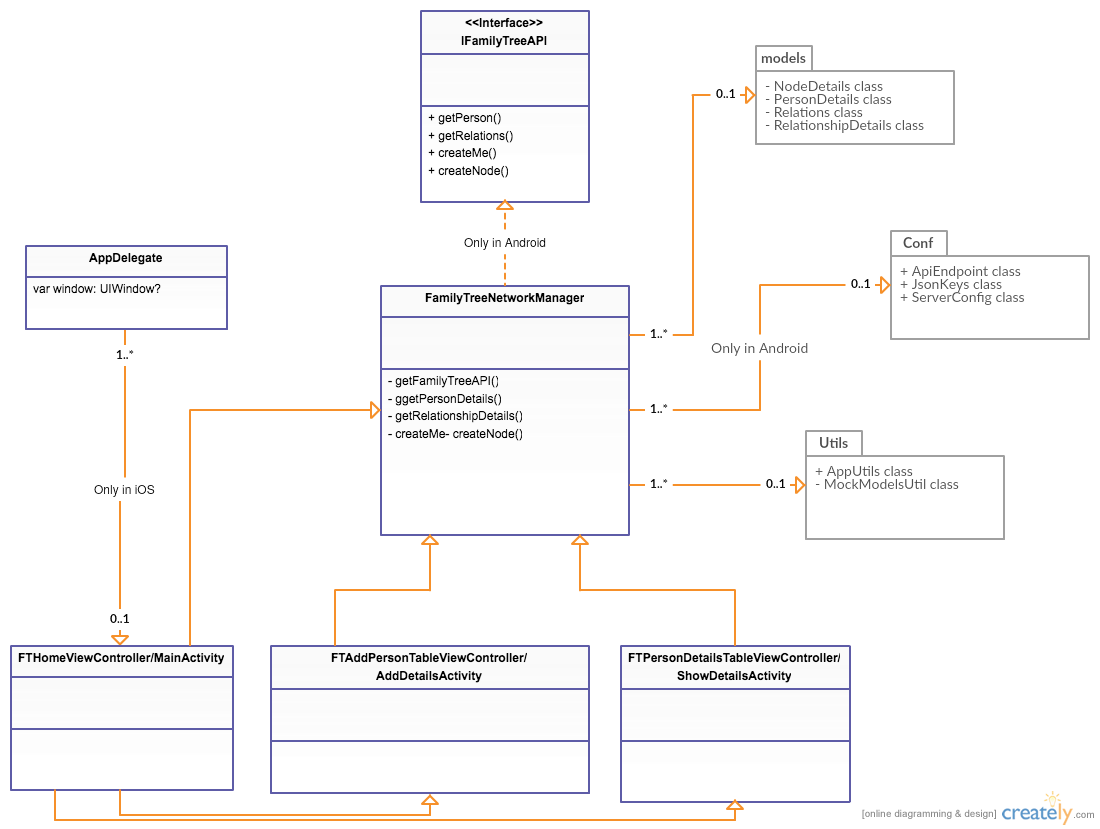 <<Interface>>
IFamilyTreeAPI
+ getPerson()
+ getRelations()
+ createMe()
+ createNode()
models
- NodeDetails class
- PersonDetails class
- Relations class
- RelationshipDetails class
0..1
Only in Android
Conf
+ ApiEndpoint class
+ JsonKeys class
+ ServerConfig class
0..1
AppDelegate
var window: UIWindow?
1..*
Only in iOS
0..1
FamilyTreeNetworkManager
- getFamilyTreeAPI()
- ggetPersonDetails()
- getRelationshipDetails()
- createMe- createNode()
1..*
Only in Android
1..*
1..*
0..1
Utils
+ AppUtils class
- MockModelsUtil class
FTHomeViewController/MainActivity
FTAddPersonTableViewController/
AddDetailsActivity
FTPersonDetailsTableViewController/
ShowDetailsActivity
[online diagramming & design] creately.com